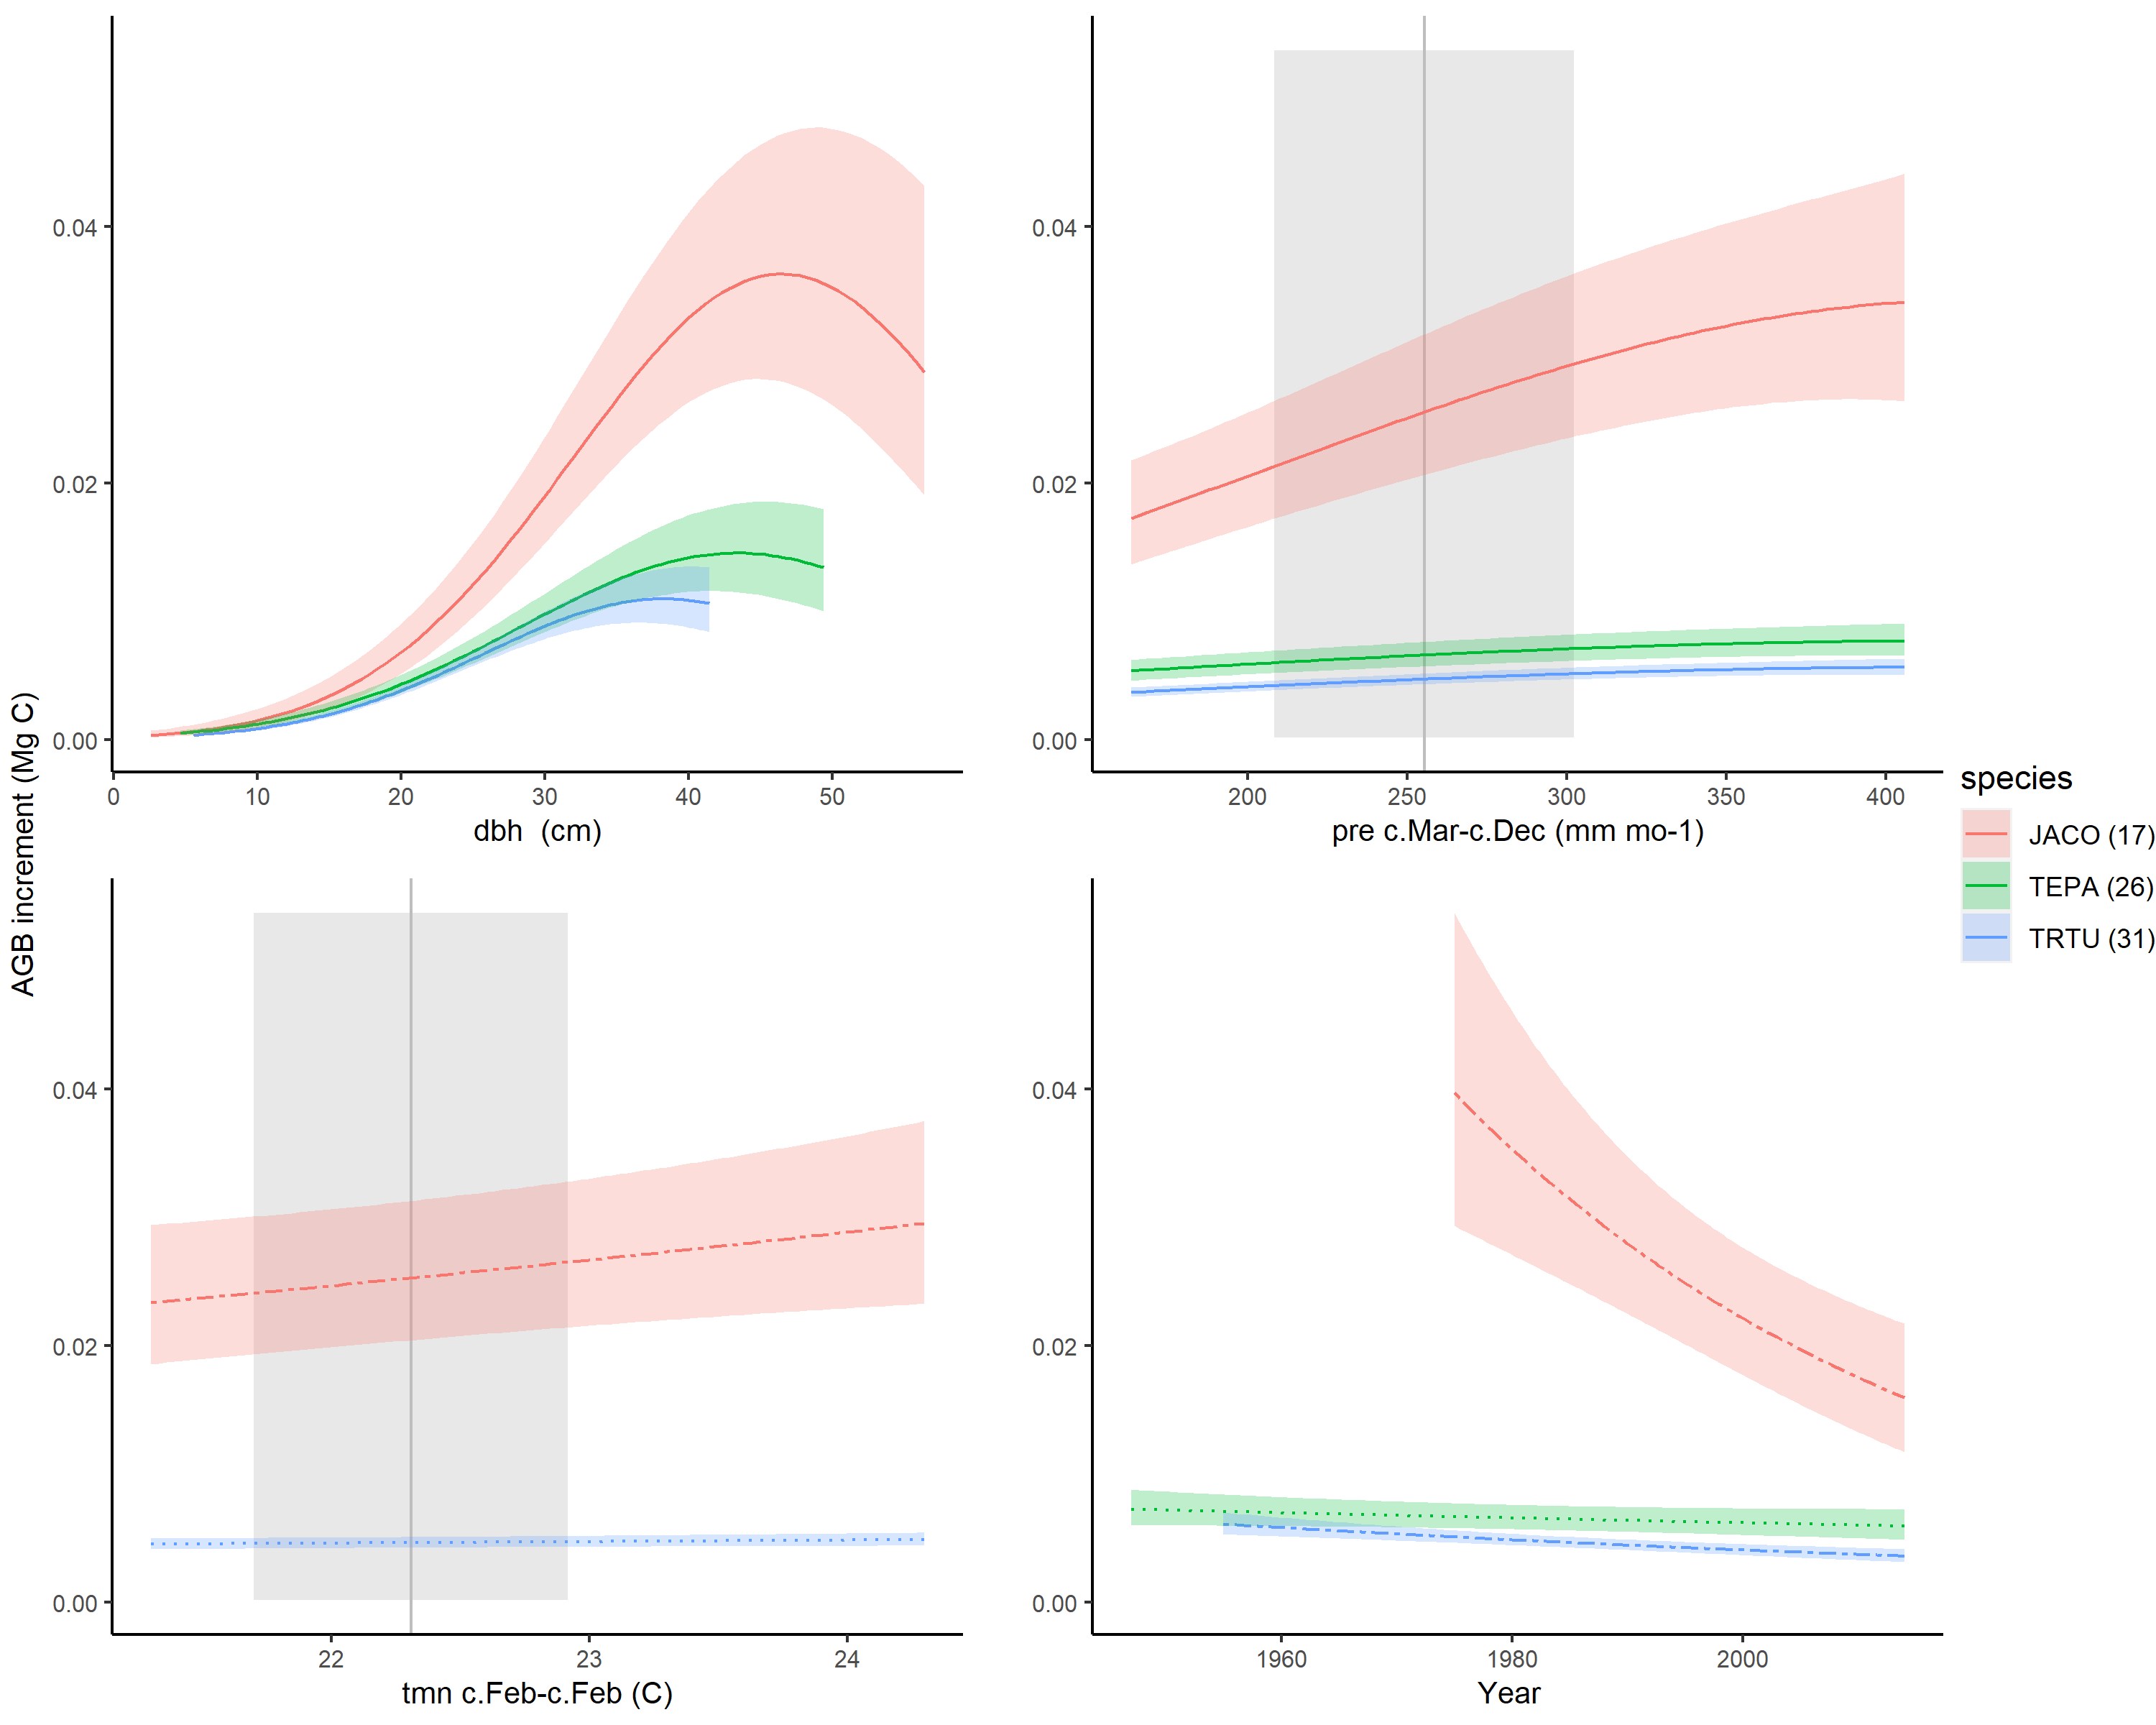 AGB increment (Mg C)
0.04
0.02
0.00
0 10 20 30 40 50
dbh (cm)
0.04
0.02
0.00
200 250 300 350 400
pre c.Mar-c.Dec (mm mo-1)
0.04
0.02
0.00
22 23 24
tmn c.Feb-c.Feb (C)
0.04
0.02
0.00
1960 1980 2000
Year
species
JACO (17)
TEPA (26)
TRTU (31)